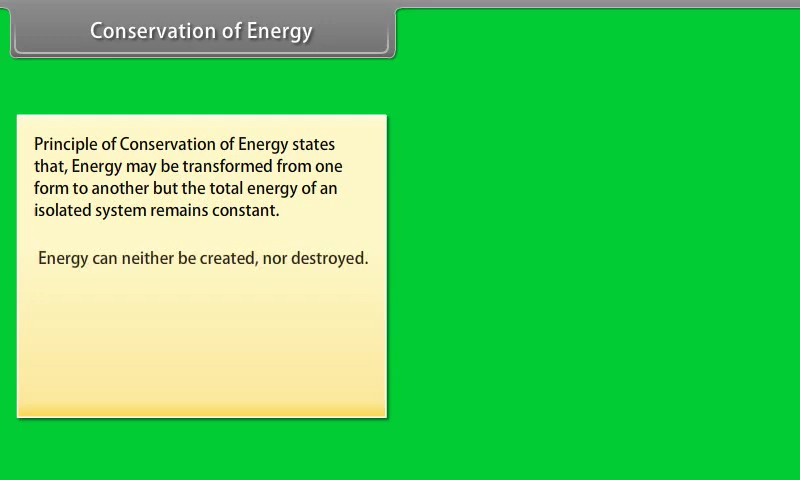 Conservation of Energy
Principle of Conservation of Energy states
that, Energy may be transformed from one
form to another but the total energy of an
isolated system remains constant.
Energy can neither be created, nor destroyed.